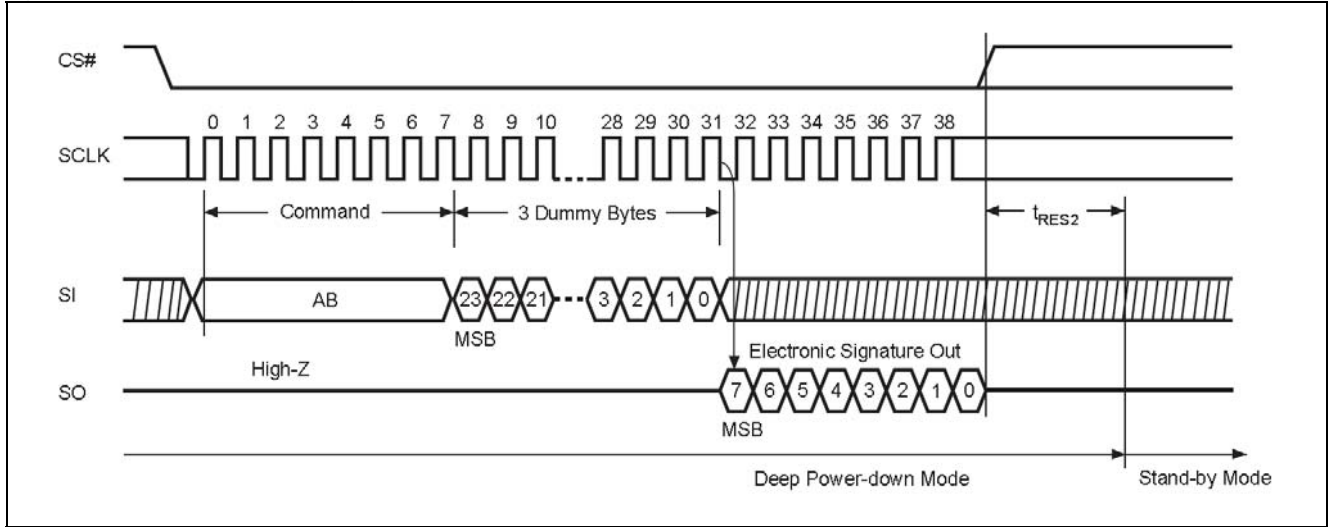 CS#
0 1 2 3 4 5 6 7 8 9 10 28 29 30 31 32 33 34 35 36 37 38
SCLK
Command 3 Dummy Bytes tRES2
SI AB 23 22 21 3 2 1 0
MSB
High-Z Electronic Signature Out
SO 7 6 5 4 3 2 1 0
MSB
Deep Power-down Mode Stand-by Mode